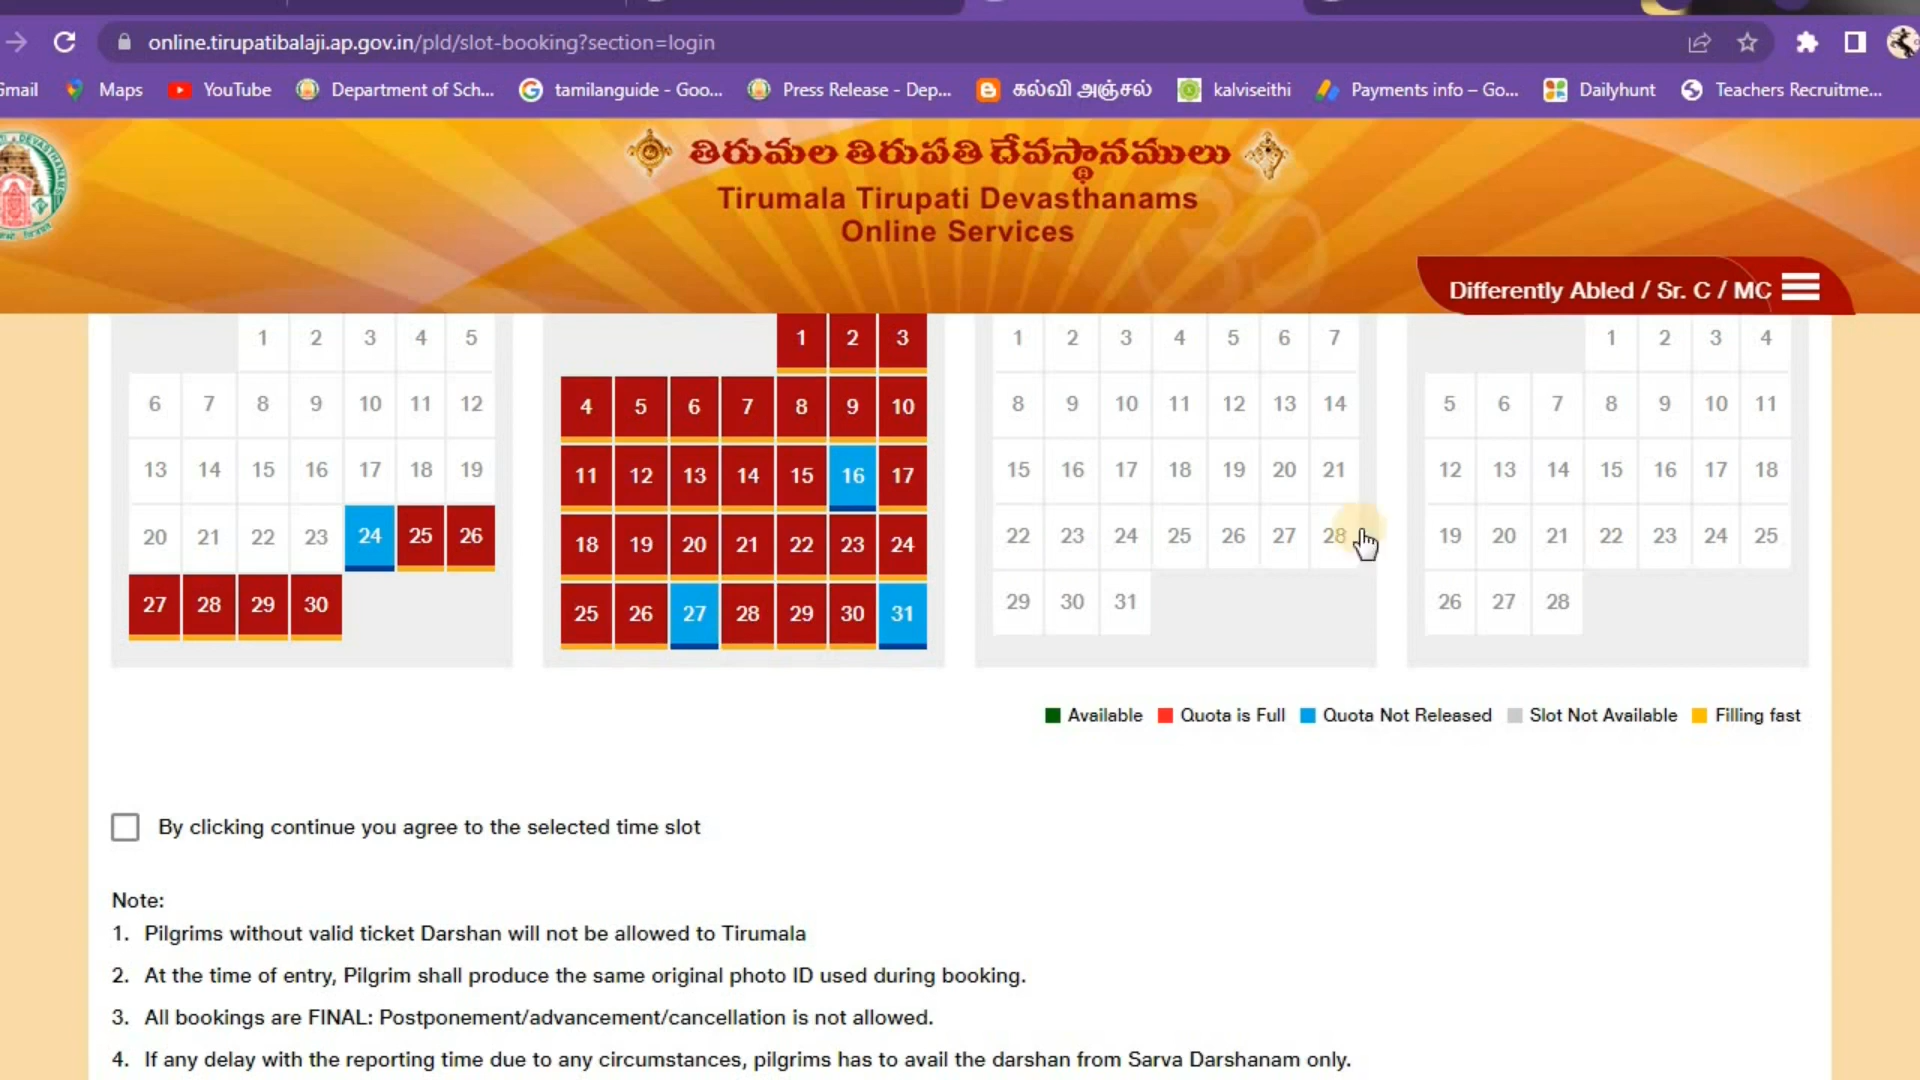 online.tirupatibalaji.ap.gov.in/pld/slot-booking?section=login
Gmail Maps YouTube Department of Sch... tamilanguide - Goo... Press Release - Dep... கல்வி அஞ்சல் kalviseithi Payments info – Go... Dailyhunt Teachers Recruitme...
తిరుమల తిరుపతి దేవస్థానములు
Tirumala Tirupati Devasthanams
Online Services
Differently Abled / Sr. C / MC
1 2 3 4 5
6 7 8 9 10 11 12
13 14 15 16 17 18 19
20 21 22 23 24 25 26
27 28 29 30
1 2 3
4 5 6 7 8 9 10
11 12 13 14 15 16 17
18 19 20 21 22 23 24
25 26 27 28 29 30 31
1 2 3 4 5 6 7
8 9 10 11 12 13 14
15 16 17 18 19 20 21
22 23 24 25 26 27 28
29 30 31
1 2 3 4
5 6 7 8 9 10 11
12 13 14 15 16 17 18
19 20 21 22 23 24 25
26 27 28
Available Quota is Full Quota Not Released Slot Not Available Filling fast
By clicking continue you agree to the selected time slot
Note:
1. Pilgrims without valid ticket Darshan will not be allowed to Tirumala
2. At the time of entry, Pilgrim shall produce the same original photo ID used during booking.
3. All bookings are FINAL: Postponement/advancement/cancellation is not allowed.
4. If any delay with the reporting time due to any circumstances, pilgrims has to avail the darshan from Sarva Darshanam only.